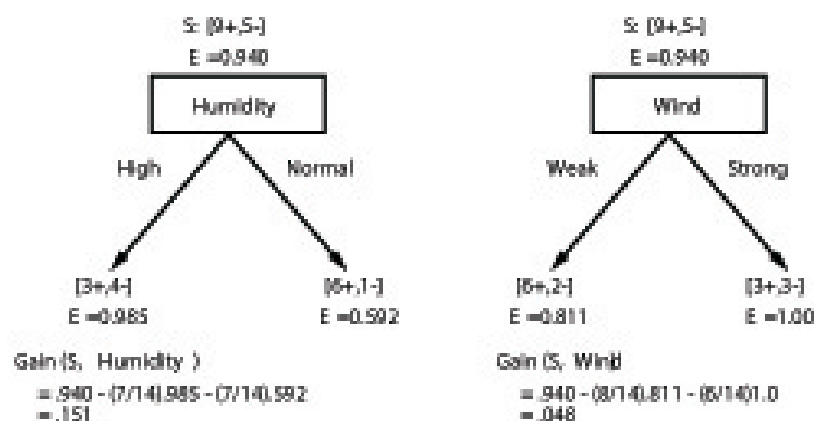 S: [9+,5-]
E =0.940
Humidity
High
Normal
[3+,4-]
E =0.985
[6+,1-]
E =0.592
Gain (S, Humidity )
= .940 - (7/14).985 - (7/14).592
= .151
S: [9+,5-]
E =0.940
Wind
Weak
Strong
[6+,2-]
E =0.811
[3+,3-]
E =1.00
Gain (S, Wind
= .940 - (8/14).811 - (6/14)1.0
= .048